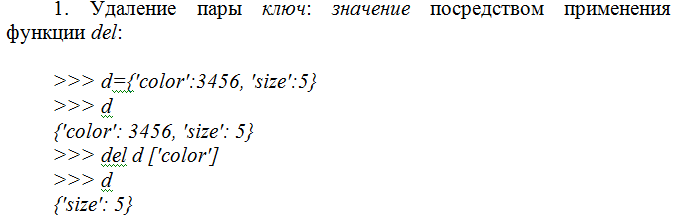 1. Удаление пары ключ: значение посредством применения
функции del:
>>> d={'color':3456, 'size':5}
>>> d
{'color': 3456, 'size': 5}
>>> del d ['color']
>>> d
{'size': 5}